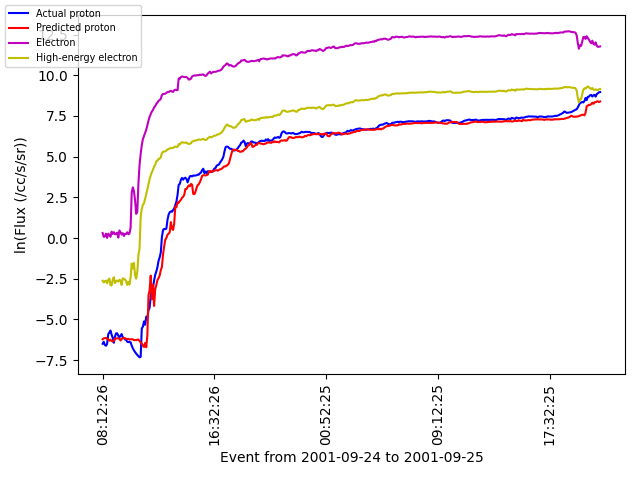 Actual proton
Predicted proton
Electron
High-energy electron
12.5
10.0
7.5
5.0
2.5
0.0
−2.5
−5.0
−7.5
ln(Flux (/cc/s/sr))
08:12:26
16:32:26
00:52:25
09:12:25
17:32:25
Event from 2001-09-24 to 2001-09-25